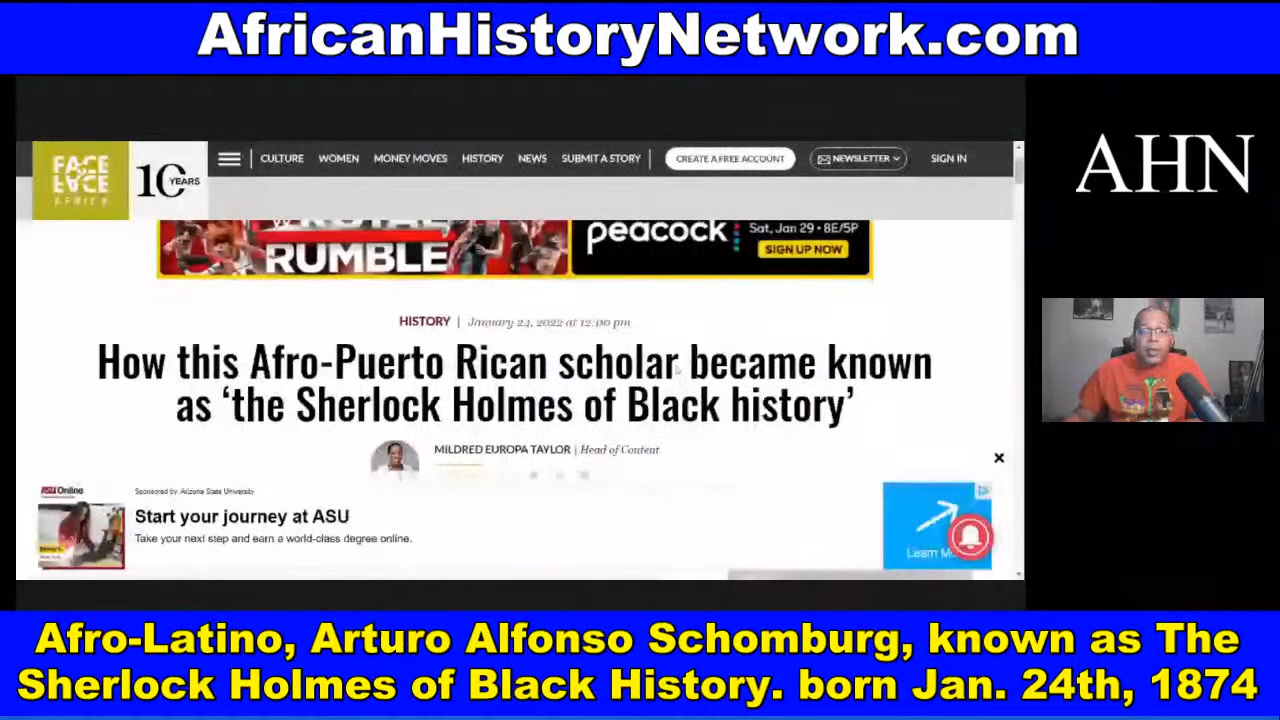 AfricanHistoryNetwork.com
FACE2FACE
AFRICA
10 YEARS
CULTURE WOMEN MONEY MOVES HISTORY NEWS SUBMIT A STORY CREATE A FREE ACCOUNT NEWSLETTER SIGN IN
AHN
ROYAL
RUMBLE
peacock
Sat, Jan 29 • 8E/5P
SIGN UP NOW
HISTORY | January 24, 2022 at 12:00 pm
How this Afro-Puerto Rican scholar became known
as ‘the Sherlock Holmes of Black history’
MILDRED EUROPA TAYLOR | Head of Content
ASU Online
Sponsored by: Arizona State University
Start your journey at ASU
Take your next step and earn a world-class degree online.
Learn M
Afro-Latino, Arturo Alfonso Schomburg, known as The
Sherlock Holmes of Black History. born Jan. 24th, 1874